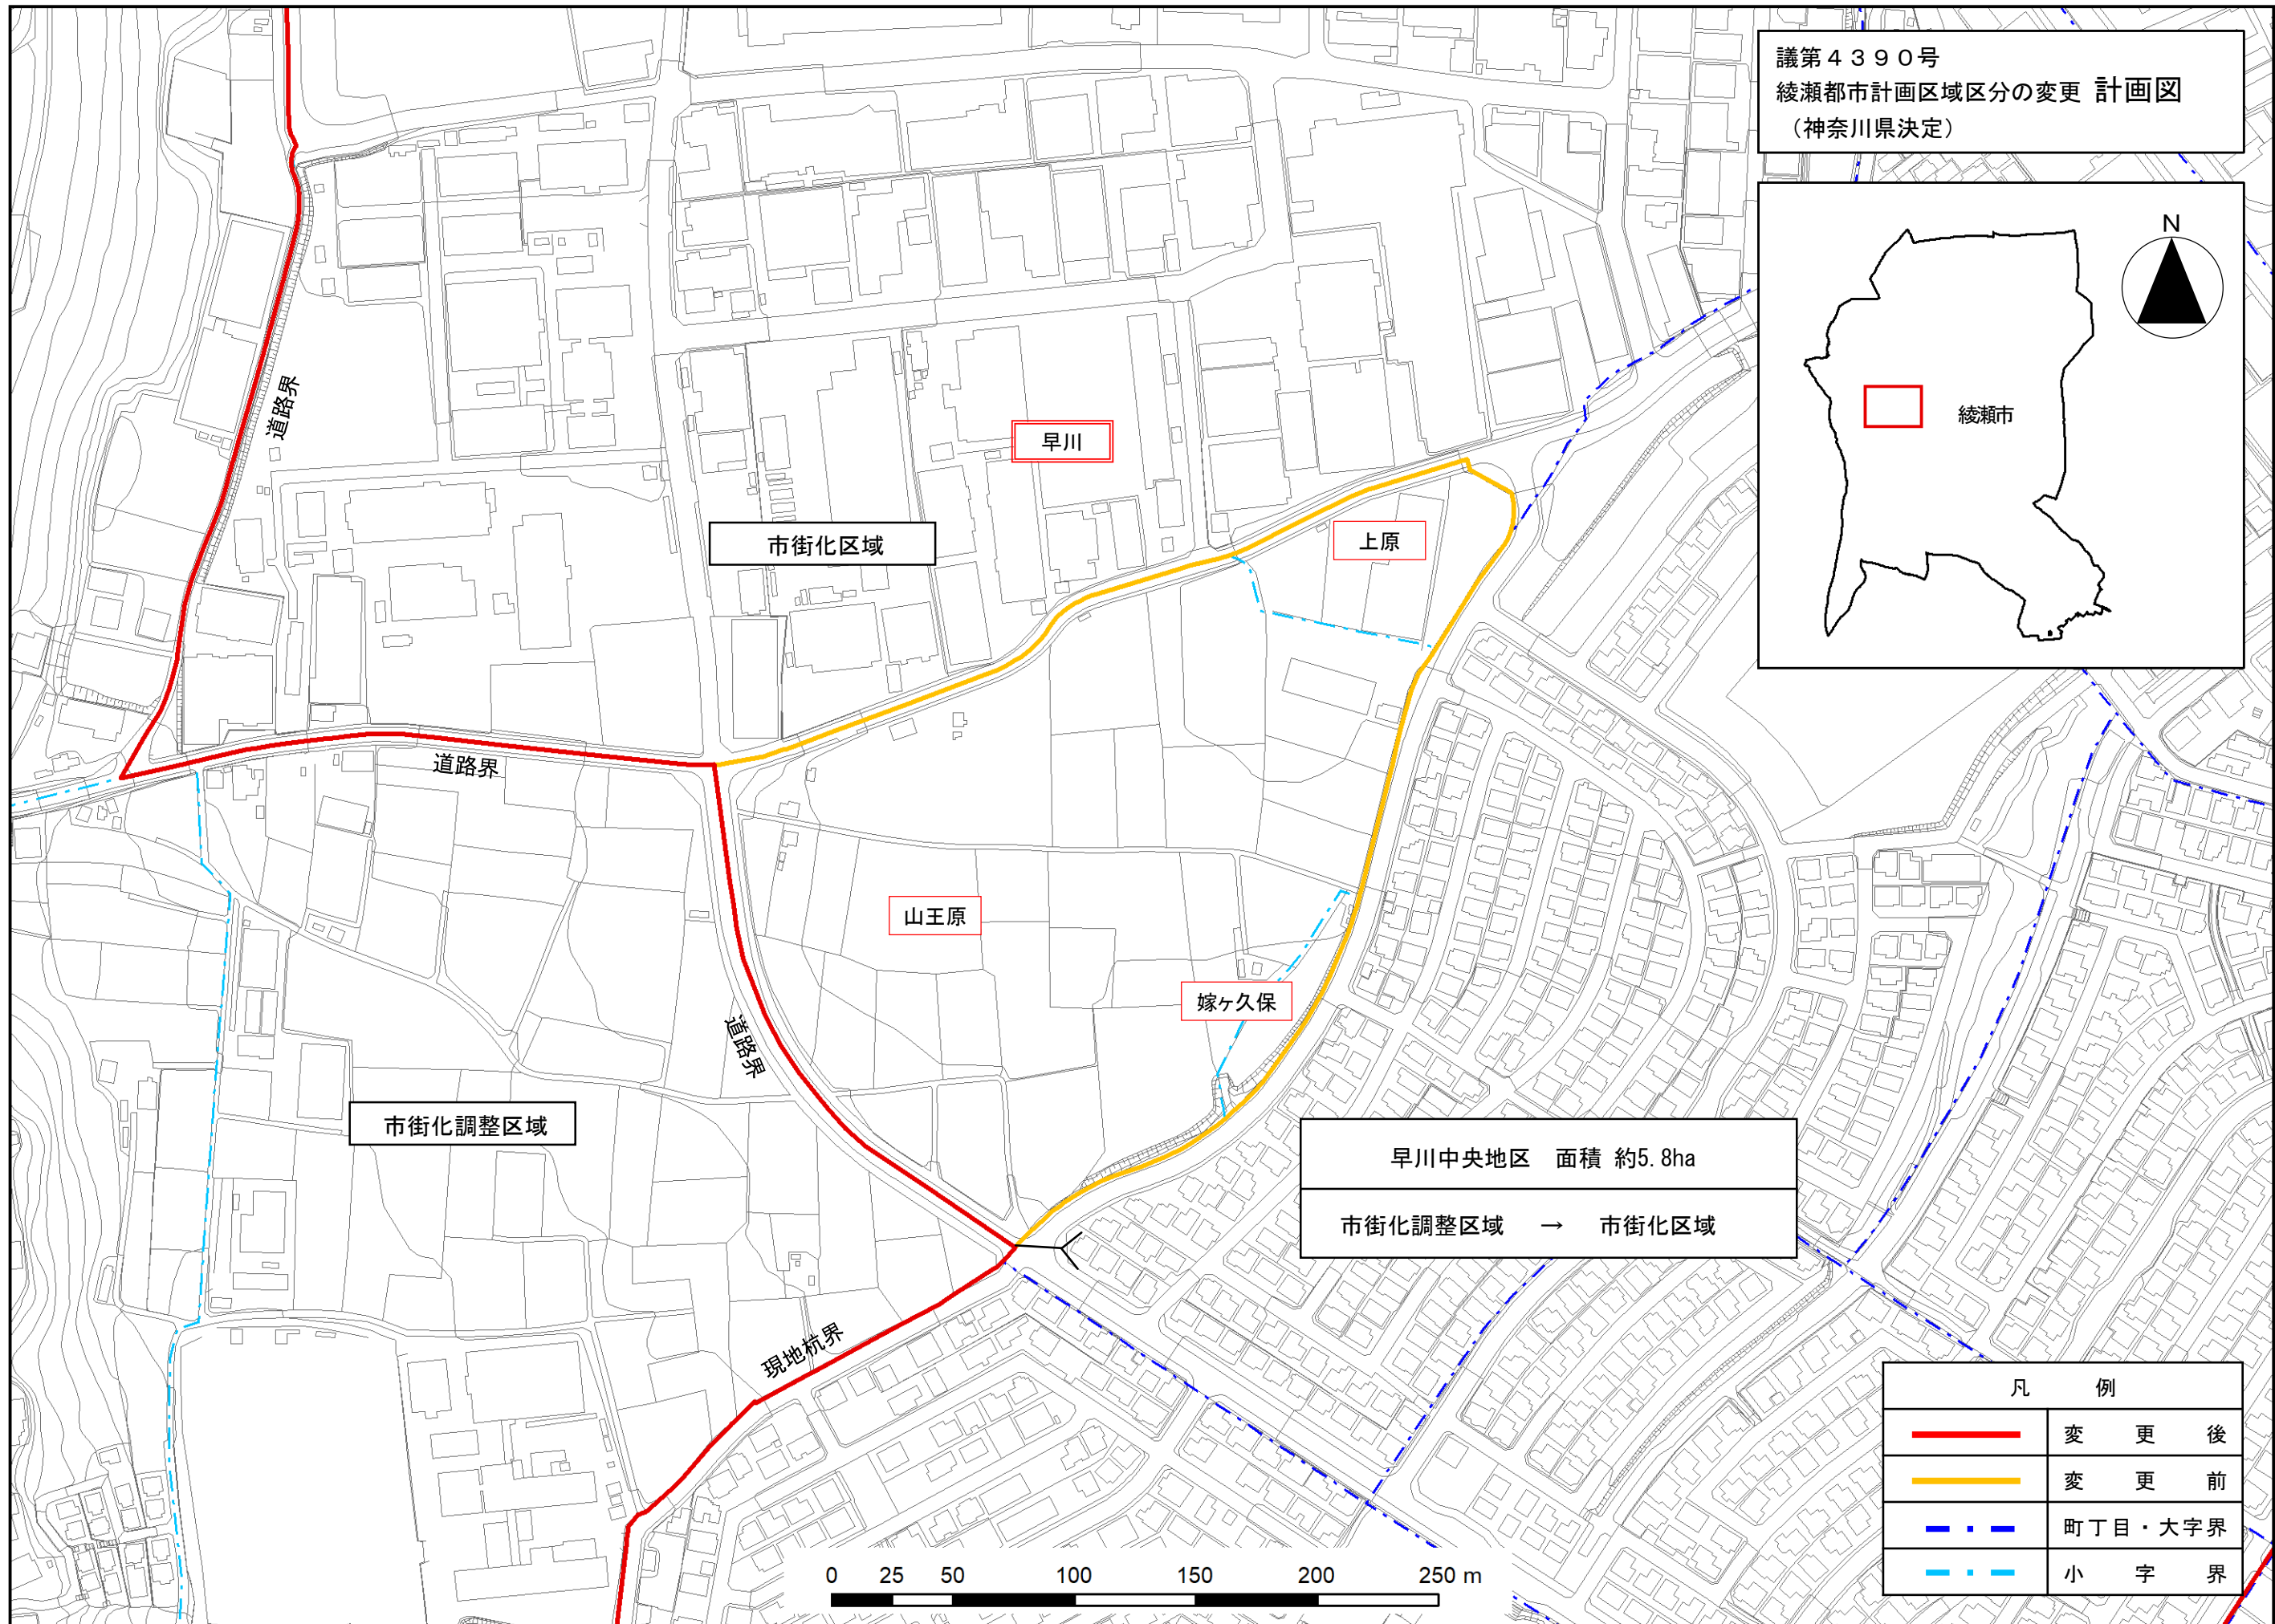 議第4390号
綾瀬都市計画区域区分の変更 計画図
（神奈川県決定）
N
綾瀬市
道路界
早川
市街化区域
上原
道路界
山王原
嫁ヶ久保
道路界
市街化調整区域
早川中央地区 面積 約5.8ha
市街化調整区域 → 市街化区域
現地杭界
凡 例
変 更 後
変 更 前
町丁目・大字界
小 字 界
0 25 50 100 150 200 250 m